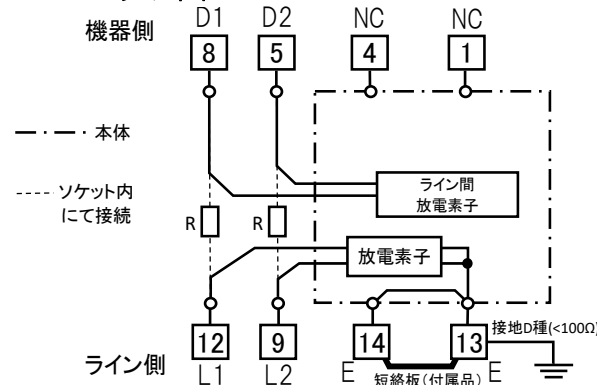 機器側
D1 D2 NC NC
8 5 4 1
本体
ライン間
放電素子
ソケット内
にて接続
R R
放電素子
12 9 14 13
接地D種(<100Ω)
ライン側
L1 L2 E E
短絡板(付属品)